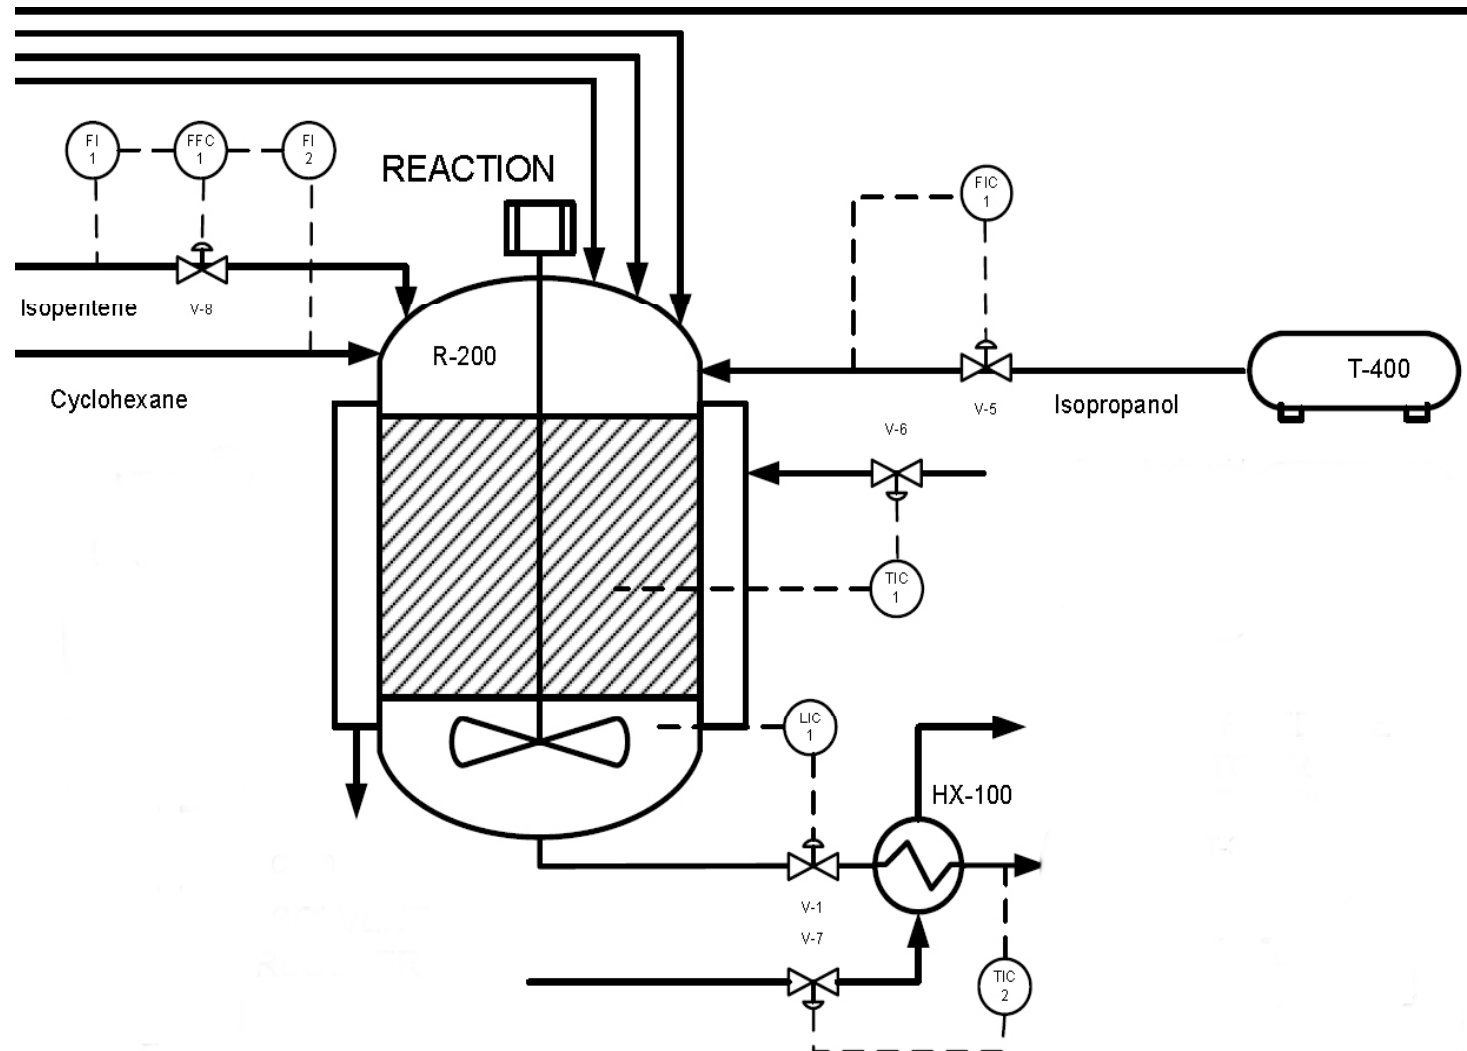 FI
1
FFC
1
FI
2
REACTION
FIC
1
Isopentene
V-8
R-200
T-400
Cyclohexane
V-5
Isopropanol
V-6
TIC
1
LIC
1
HX-100
V-1
V-7
TIC
2